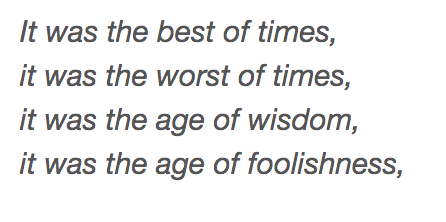 It was the best of times,
it was the worst of times,
it was the age of wisdom,
it was the age of foolishness,